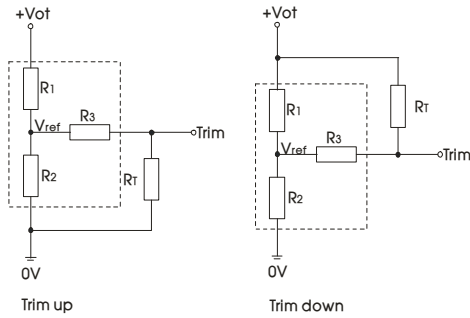 +Vot
R1
Vref
R3
Trim
R2
RT
0V
Trim up
+Vot
R1
RT
Vref
R3
Trim
R2
0V
Trim down